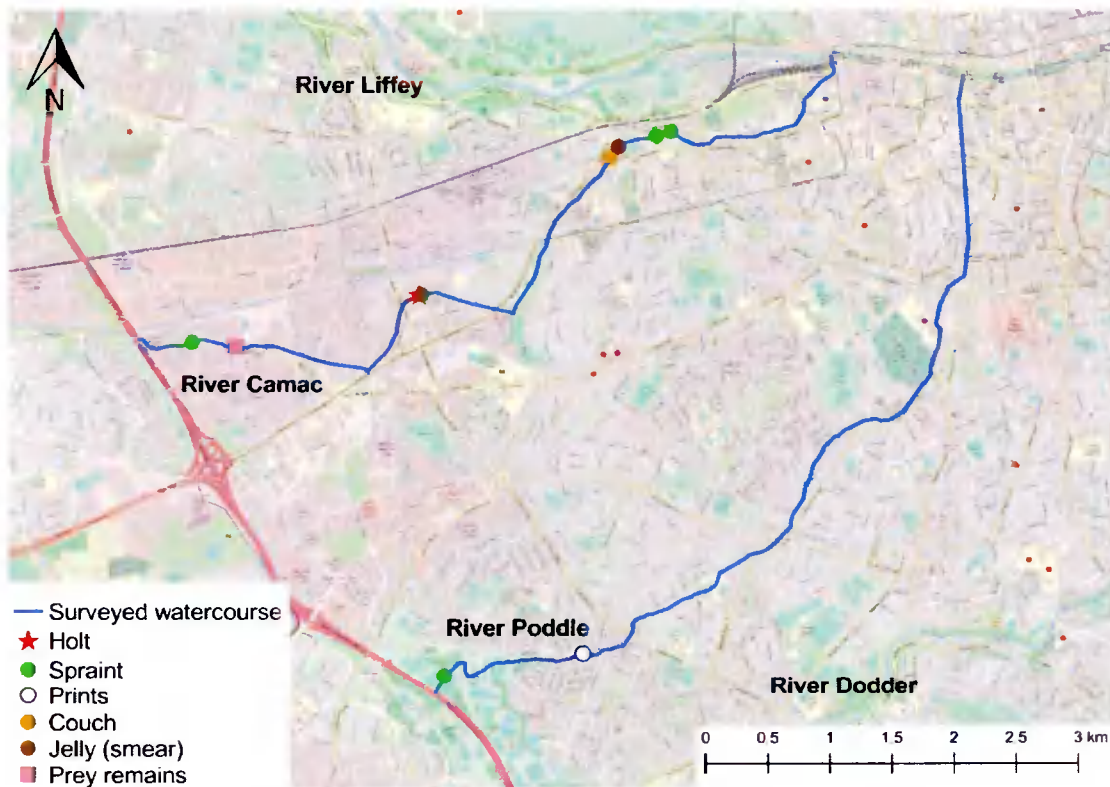 N
River Liffey
River Camac
River Poddle
River Dodder
Surveyed watercourse
Holt
Spraint
Prints
Couch
Jelly (smear)
Prey remains
0 0.5 1 1.5 2 2.5 3 km